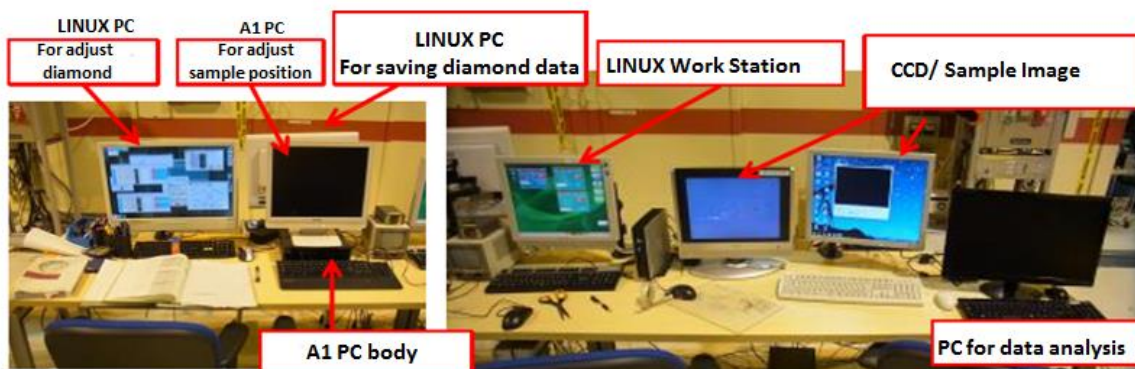 LINUX PC
For adjust
diamond
A1 PC
For adjust
sample position
LINUX PC
For saving diamond data
LINUX Work Station
CCD/ Sample Image
A1 PC body
PC for data analysis